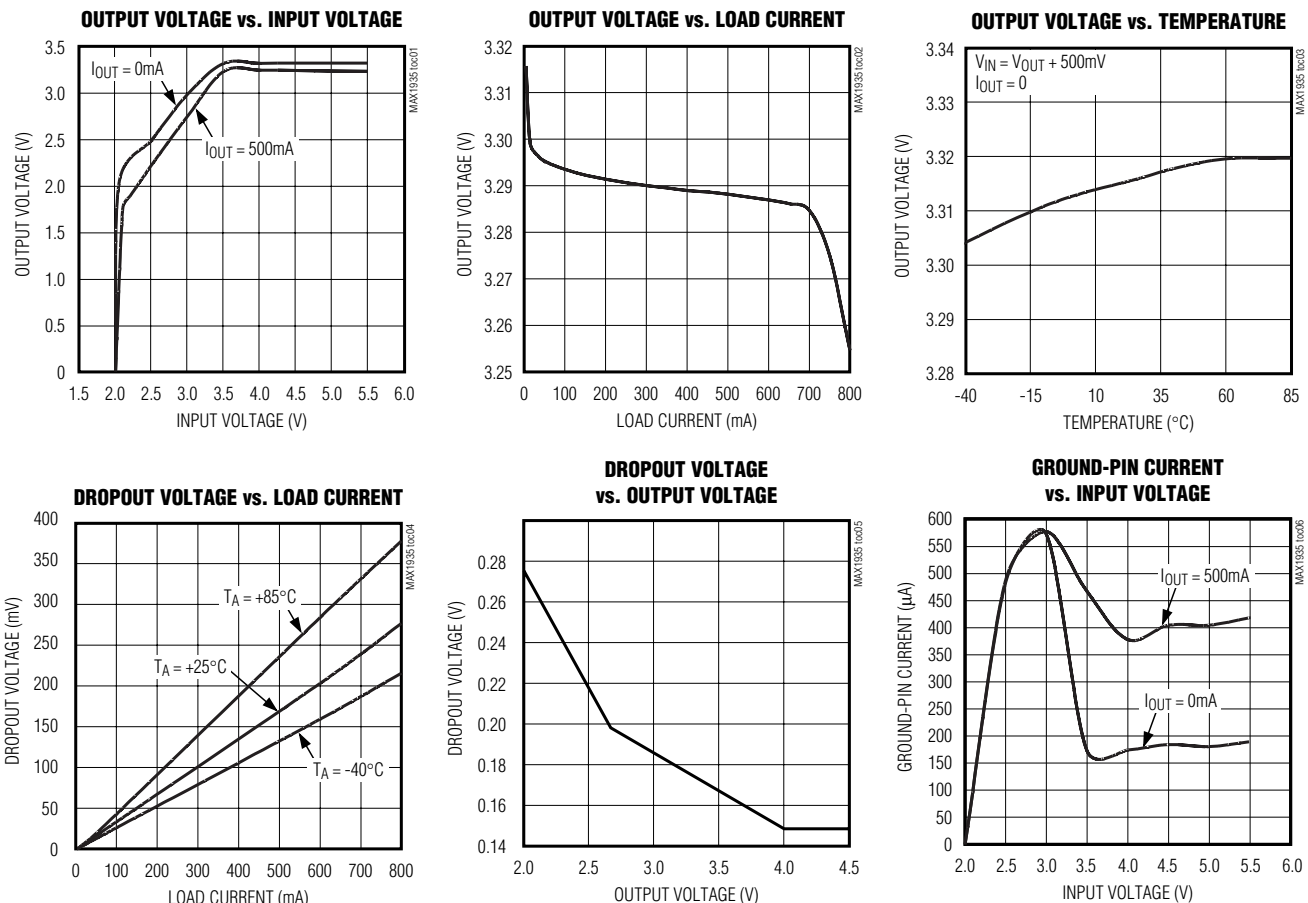 OUTPUT VOLTAGE vs. INPUT VOLTAGE
3.5
3.0
2.5
2.0
1.5
1.0
0.5
0
OUTPUT VOLTAGE (V)
IOUT = 0mA
IOUT = 500mA
MAX1935 toc01
1.5 2.0 2.5 3.0 3.5 4.0 4.5 5.0 5.5 6.0
INPUT VOLTAGE (V)
OUTPUT VOLTAGE vs. LOAD CURRENT
3.32
3.31
3.30
3.29
3.28
3.27
3.26
3.25
OUTPUT VOLTAGE (V)
MAX1935 toc02
0 100 200 300 400 500 600 700 800
LOAD CURRENT (mA)
OUTPUT VOLTAGE vs. TEMPERATURE
3.34
3.33
3.32
3.31
3.30
3.29
3.28
OUTPUT VOLTAGE (V)
VIN = VOUT + 500mV
IOUT = 0
MAX1935 toc03
-40 -15 10 35 60 85
TEMPERATURE (°C)
DROPOUT VOLTAGE vs. LOAD CURRENT
400
350
300
250
200
150
100
50
0
DROPOUT VOLTAGE (mV)
TA = +85°C
TA = +25°C
TA = -40°C
MAX1935 toc04
0 100 200 300 400 500 600 700 800
LOAD CURRENT (mA)
DROPOUT VOLTAGE
vs. OUTPUT VOLTAGE
0.28
0.26
0.24
0.22
0.20
0.18
0.16
0.14
DROPOUT VOLTAGE (V)
MAX1935 toc05
2.0 2.5 3.0 3.5 4.0 4.5
OUTPUT VOLTAGE (V)
GROUND-PIN CURRENT
vs. INPUT VOLTAGE
600
550
500
450
400
350
300
250
200
150
100
50
0
GROUND-PIN CURRENT (µA)
IOUT = 500mA
IOUT = 0mA
MAX1935 toc06
2.0 2.5 3.0 3.5 4.0 4.5 5.0 5.5 6.0
INPUT VOLTAGE (V)